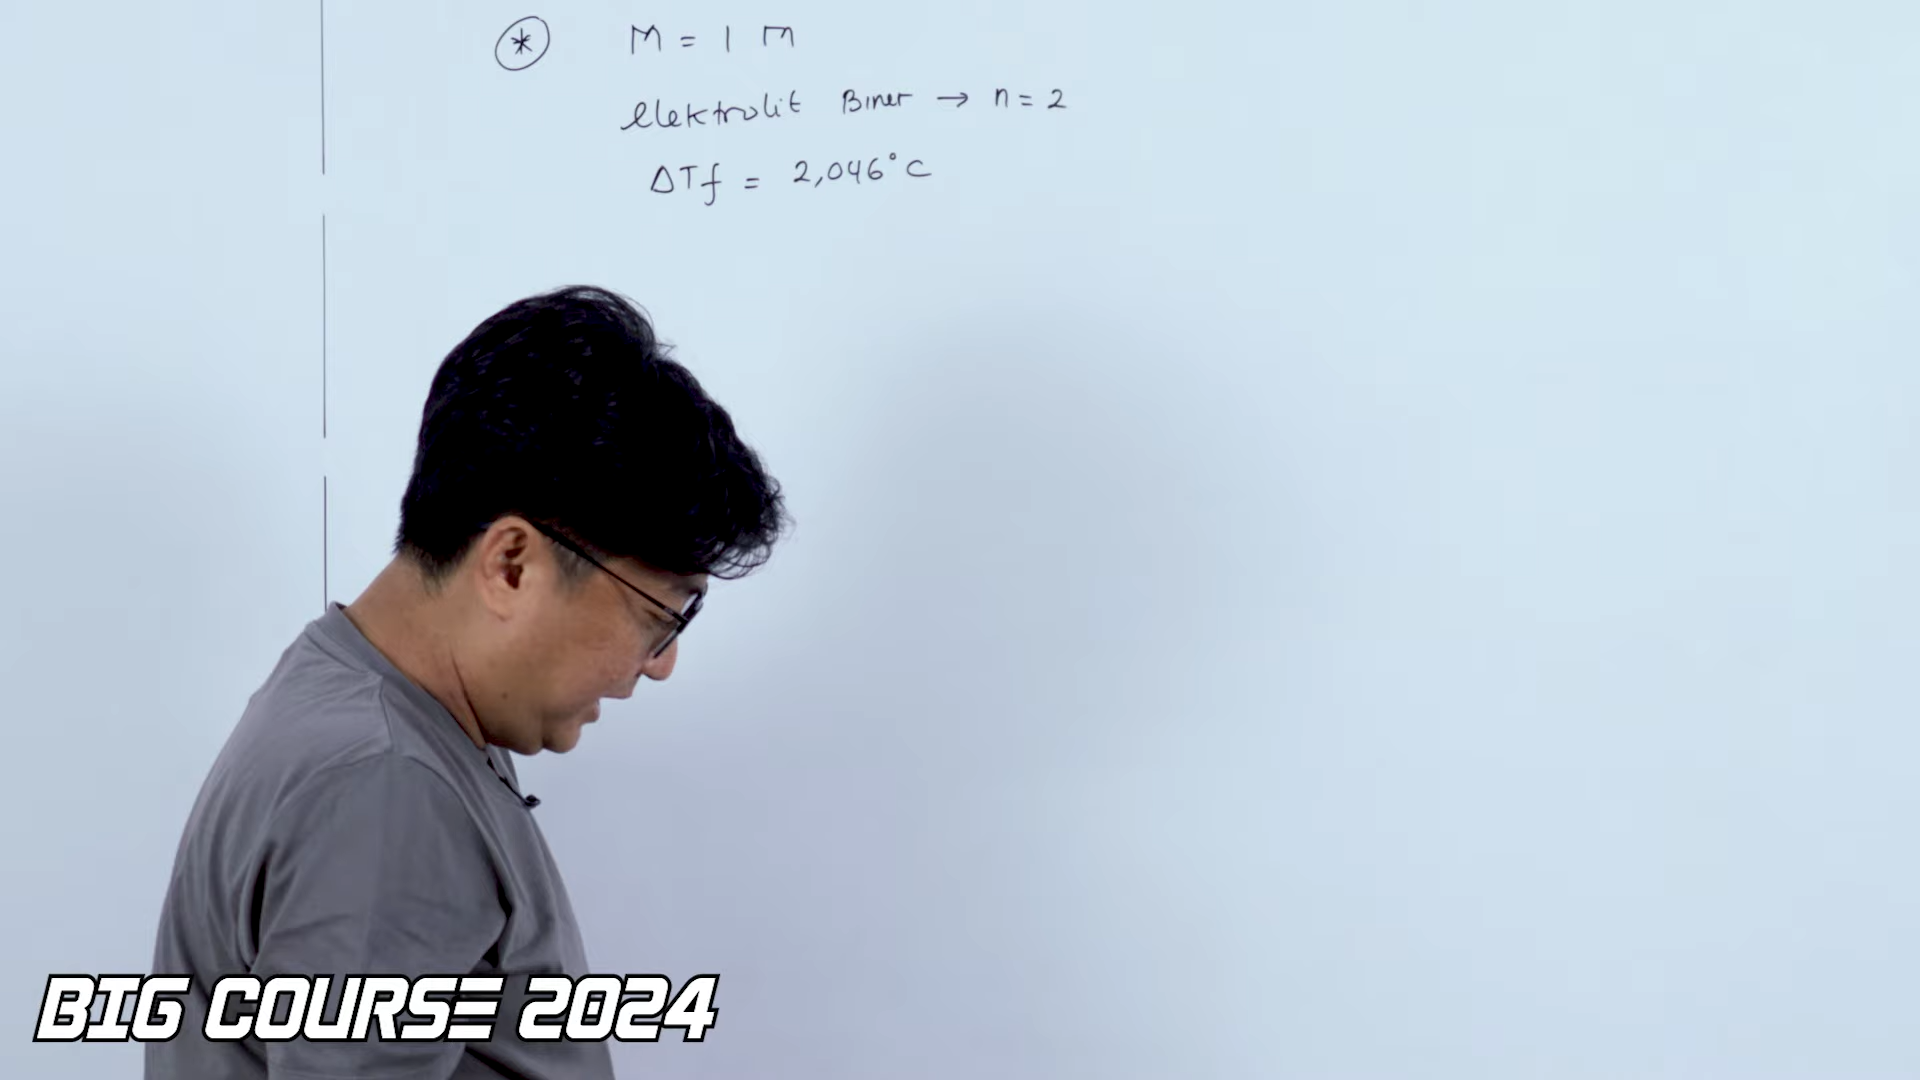 * M = 1 m
elektrolit Biner → n = 2
ΔTf = 2,046°C
BIG COURSE 2024